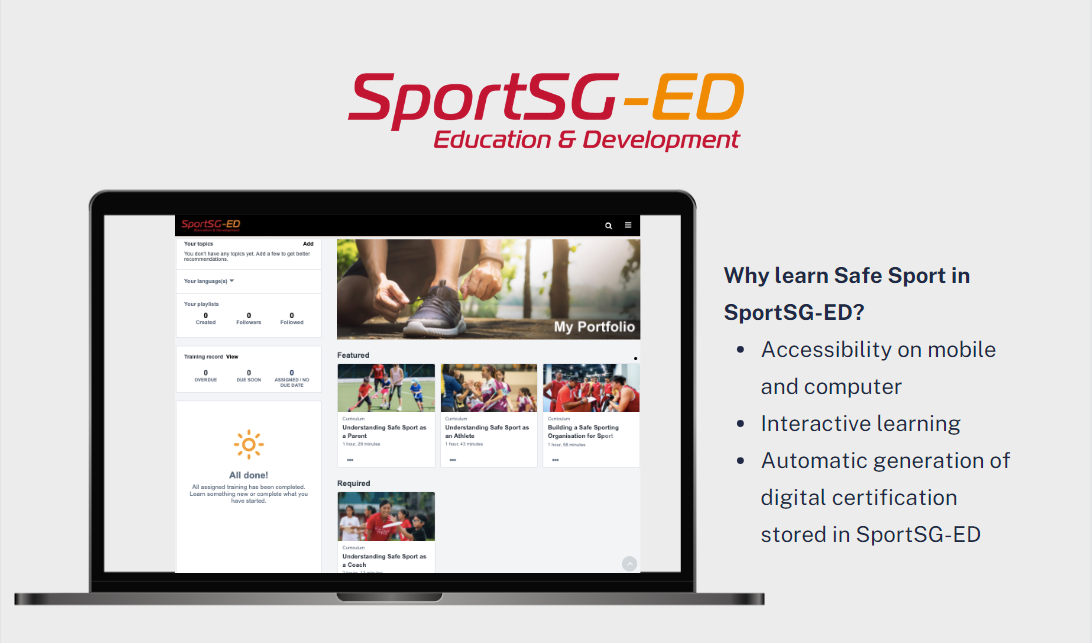 SportSG-ED
Education & Development
SportSG-ED
Education & Development
Your topics Add
You don't have any topics yet. Add a few to get better
recommendations.
Your language(s)
Your playlists
0 0 0
Created Followers Followed
Training record View
0 0 0
OVERDUE DUE SOON ASSIGNED / NO
DUE DATE
All done!
All assigned training has been completed.
Learn something new or complete what you
have started.
My Portfolio
Featured
Curriculum
Understanding Safe Sport as
a Parent
1 hour, 28 minutes
Curriculum
Understanding Safe Sport as
an Athlete
1 hour, 43 minutes
Curriculum
Building a Safe Sporting
Organisation for Sport
1 hour, 58 minutes
Required
Curriculum
Understanding Safe Sport as
a Coach
Why learn Safe Sport in
SportSG-ED?
• Accessibility on mobile
and computer
• Interactive learning
• Automatic generation of
digital certification
stored in SportSG-ED